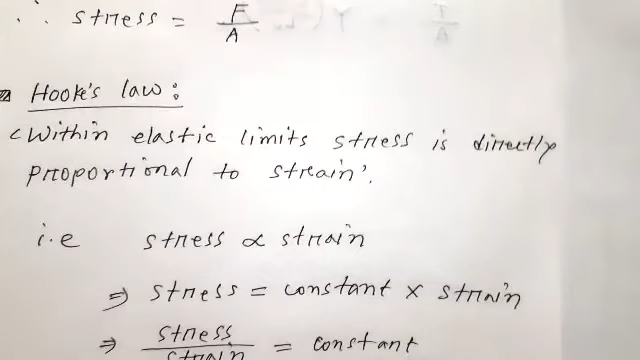 ∴ stress = F/A
Hooke's law:
'Within elastic limits stress is directly
proportional to strain'.
i.e stress ∝ strain
⇒ stress = constant × strain
⇒ stress/strain = constant